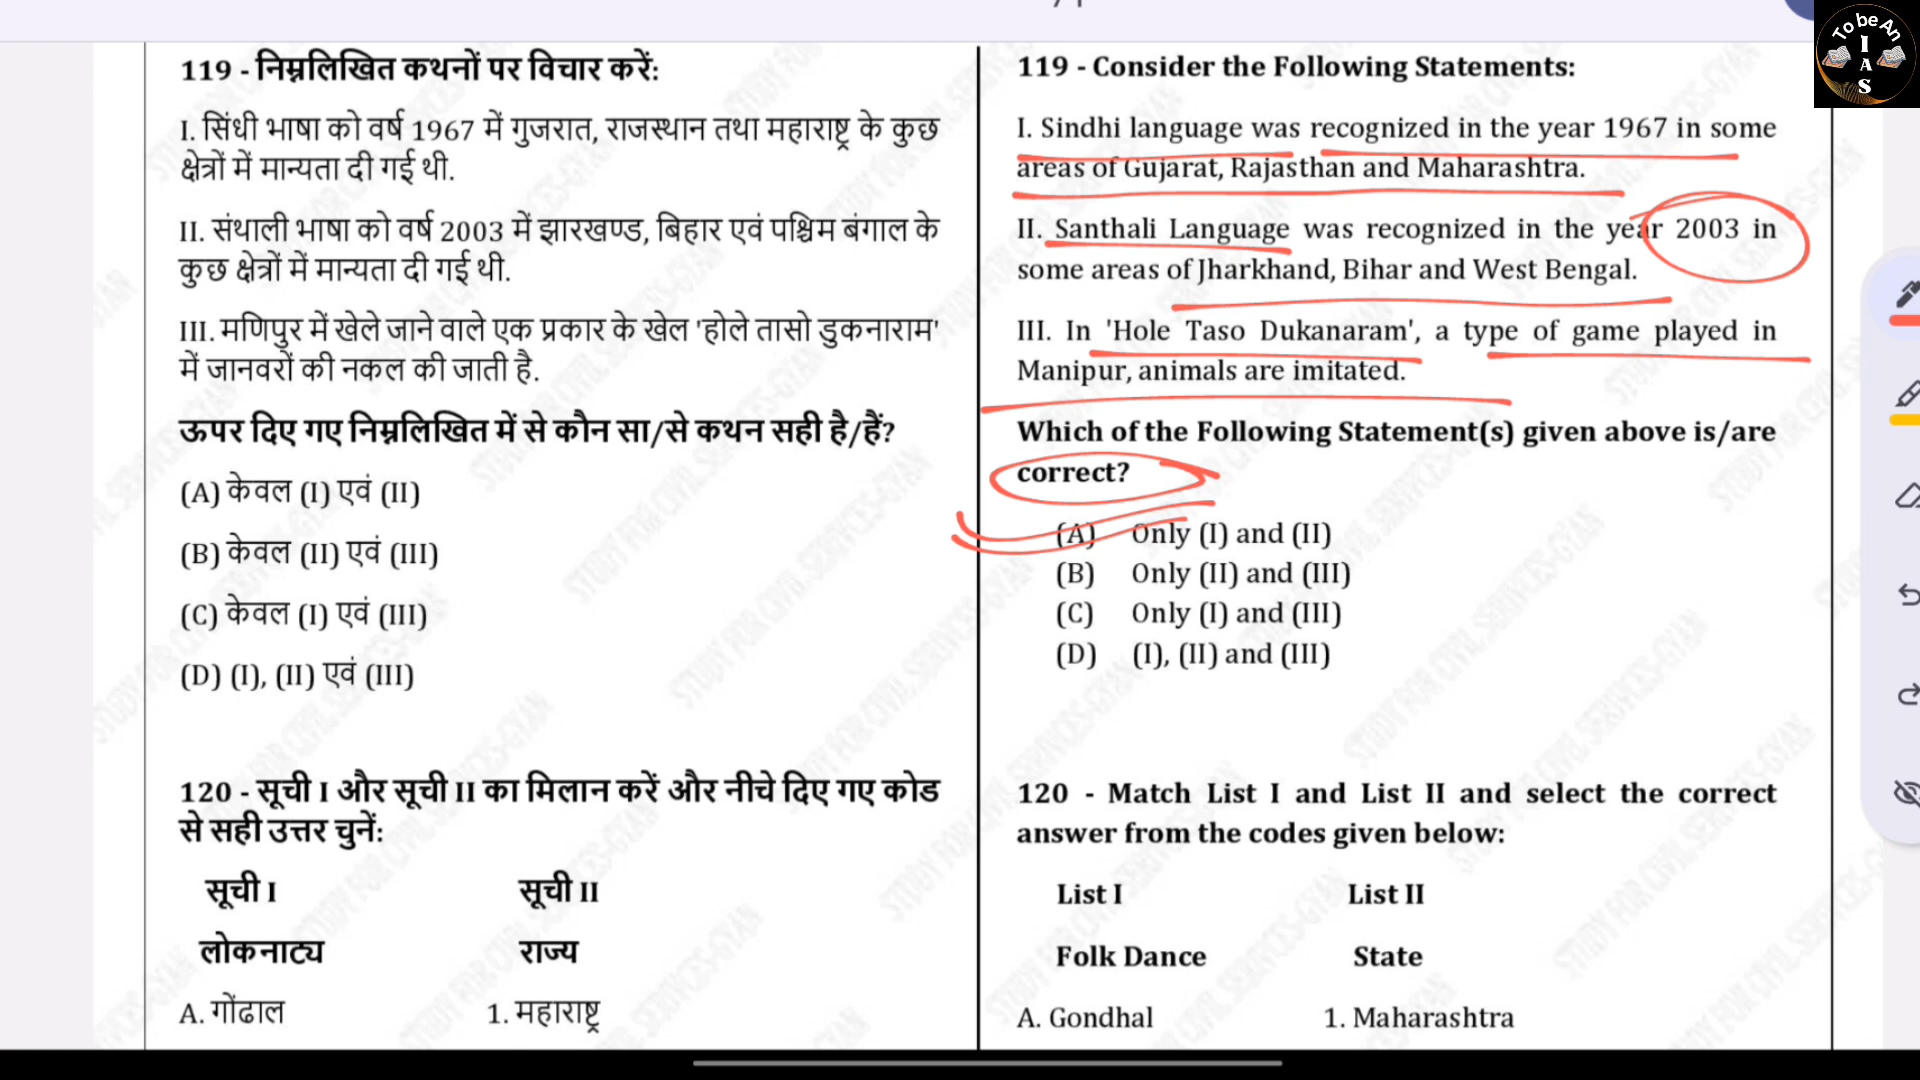 119 - निम्नलिखित कथनों पर विचार करें:
I. सिंधी भाषा को वर्ष 1967 में गुजरात, राजस्थान तथा महाराष्ट्र के कुछ
क्षेत्रों में मान्यता दी गई थी.
II. संथाली भाषा को वर्ष 2003 में झारखण्ड, बिहार एवं पश्चिम बंगाल के
कुछ क्षेत्रों में मान्यता दी गई थी.
III. मणिपुर में खेले जाने वाले एक प्रकार के खेल 'होले तासो डुकनाराम'
में जानवरों की नकल की जाती है.
ऊपर दिए गए निम्नलिखित में से कौन सा/से कथन सही है/हैं?
(A) केवल (I) एवं (II)
(B) केवल (II) एवं (III)
(C) केवल (I) एवं (III)
(D) (I), (II) एवं (III)
120 - सूची I और सूची II का मिलान करें और नीचे दिए गए कोड
से सही उत्तर चुनें:
सूची I सूची II
लोकनाट्य राज्य
A. गोंढाल 1. महाराष्ट्र
119 - Consider the Following Statements:
I. Sindhi language was recognized in the year 1967 in some
areas of Gujarat, Rajasthan and Maharashtra.
II. Santhali Language was recognized in the year 2003 in
some areas of Jharkhand, Bihar and West Bengal.
III. In 'Hole Taso Dukanaram', a type of game played in
Manipur, animals are imitated.
Which of the Following Statement(s) given above is/are
correct?
(A) Only (I) and (II)
(B) Only (II) and (III)
(C) Only (I) and (III)
(D) (I), (II) and (III)
120 - Match List I and List II and select the correct
answer from the codes given below:
List I List II
Folk Dance State
A. Gondhal 1. Maharashtra
To be An
I
A
S
STUDY FOR CIVIL SERVICES-GYAN